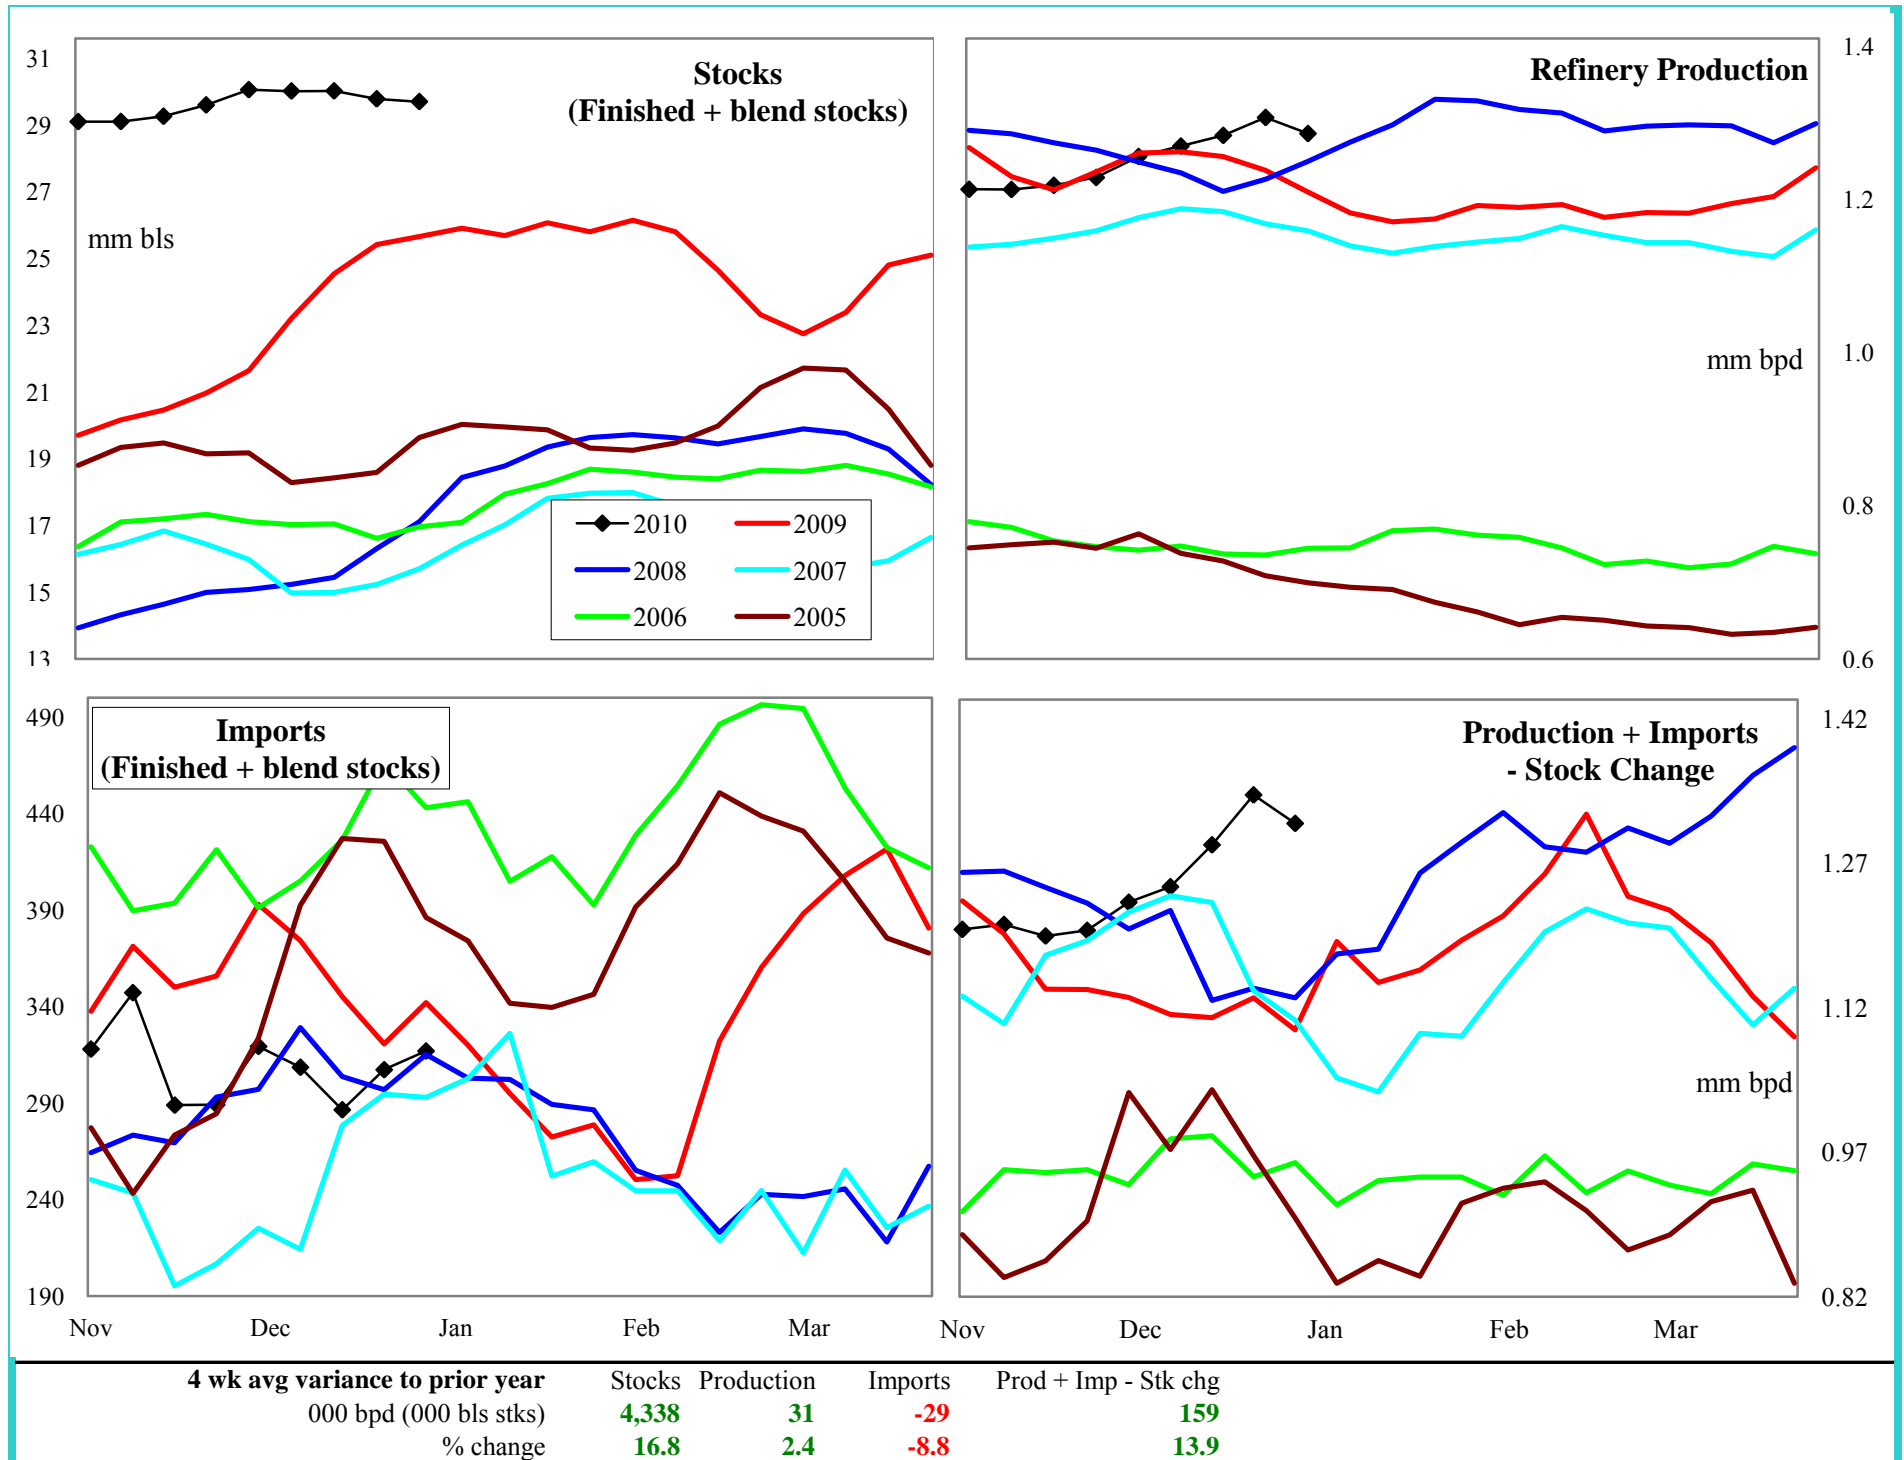 Stocks
(Finished + blend stocks)
mm bls
31
29
27
25
23
21
19
17
15
13
2010
2009
2008
2007
2006
2005
Refinery Production
mm bpd
1.4
1.2
1.0
0.8
0.6
Imports
(Finished + blend stocks)
490
440
390
340
290
240
190
Nov Dec Jan Feb Mar
Production + Imports
- Stock Change
mm bpd
1.42
1.27
1.12
0.97
0.82
Nov Dec Jan Feb Mar
4 wk avg variance to prior year Stocks Production Imports Prod + Imp - Stk chg
000 bpd (000 bls stks) 4,338 31 -29 159
% change 16.8 2.4 -8.8 13.9